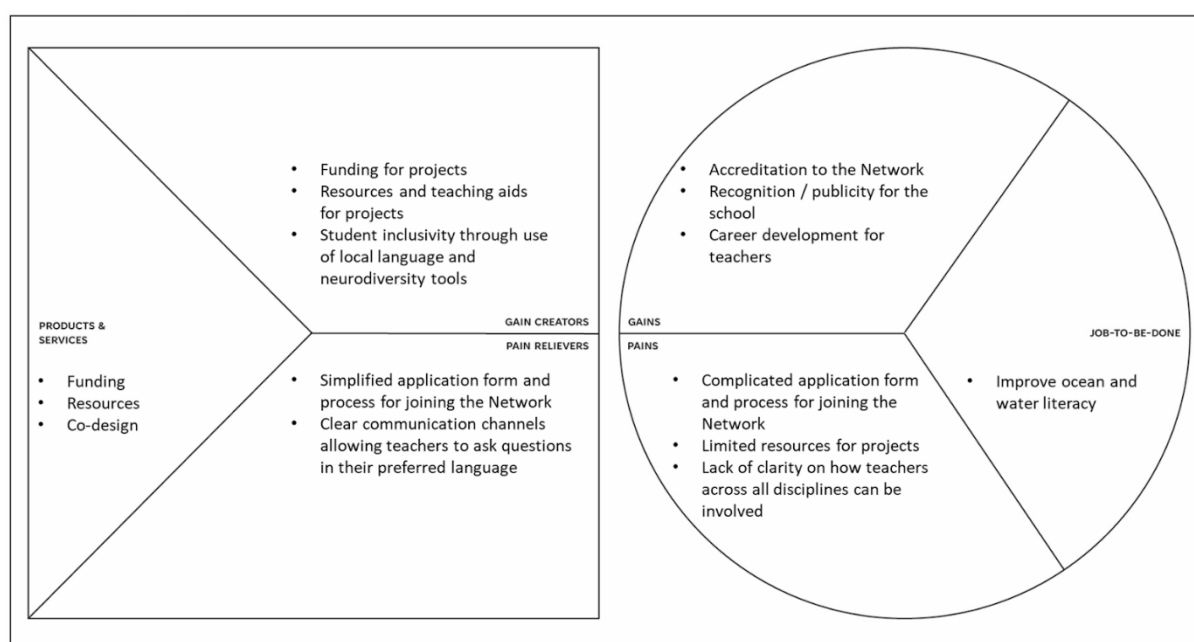 • Funding for projects
• Resources and teaching aids
for projects
• Student inclusivity through use
of local language and
neurodiversity tools
GAIN CREATORS
PRODUCTS &
SERVICES
• Funding
• Resources
• Co-design
PAIN RELIEVERS
• Simplified application form and
process for joining the Network
• Clear communication channels
allowing teachers to ask questions
in their preferred language
• Accreditation to the Network
• Recognition / publicity for the
school
• Career development for
teachers
GAINS
PAINS
• Complicated application form
and process for joining the
Network
• Limited resources for projects
• Lack of clarity on how teachers
across all disciplines can be
involved
JOB-TO-BE-DONE
• Improve ocean and
water literacy